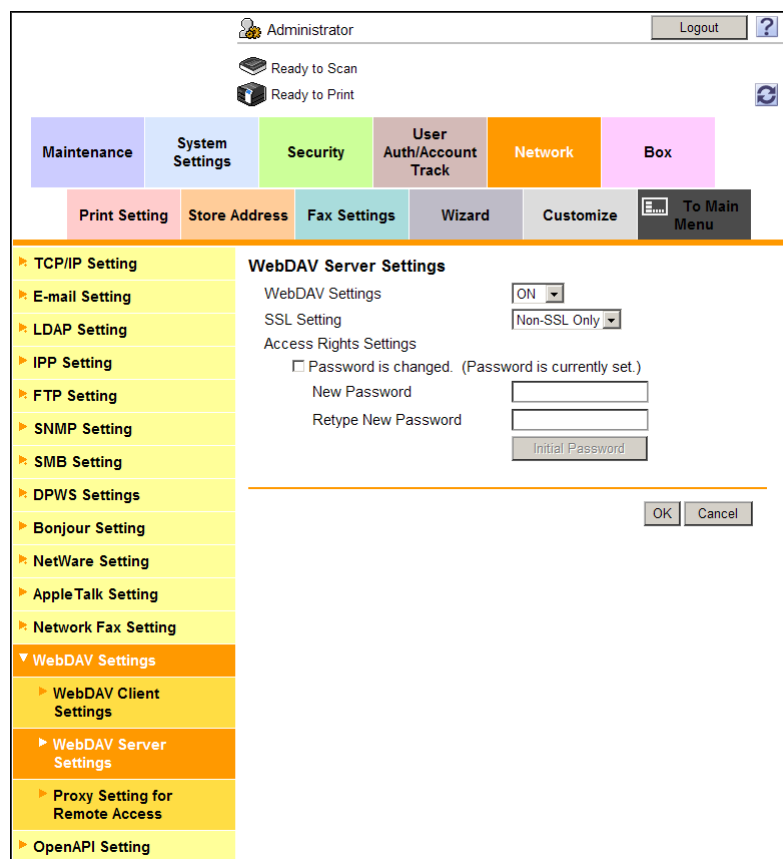 Administrator
Logout
?
Ready to Scan
Ready to Print
Maintenance
System
Settings
Security
User
Auth/Account
Track
Network
Box
Print Setting
Store Address
Fax Settings
Wizard
Customize
To Main
Menu
TCP/IP Setting
E-mail Setting
LDAP Setting
IPP Setting
FTP Setting
SNMP Setting
SMB Setting
DPWS Settings
Bonjour Setting
NetWare Setting
AppleTalk Setting
Network Fax Setting
WebDAV Settings
WebDAV Client
Settings
WebDAV Server
Settings
Proxy Setting for
Remote Access
OpenAPI Setting
WebDAV Server Settings
WebDAV Settings
ON
SSL Setting
Non-SSL Only
Access Rights Settings
Password is changed. (Password is currently set.)
New Password
Retype New Password
Initial Password
OK
Cancel